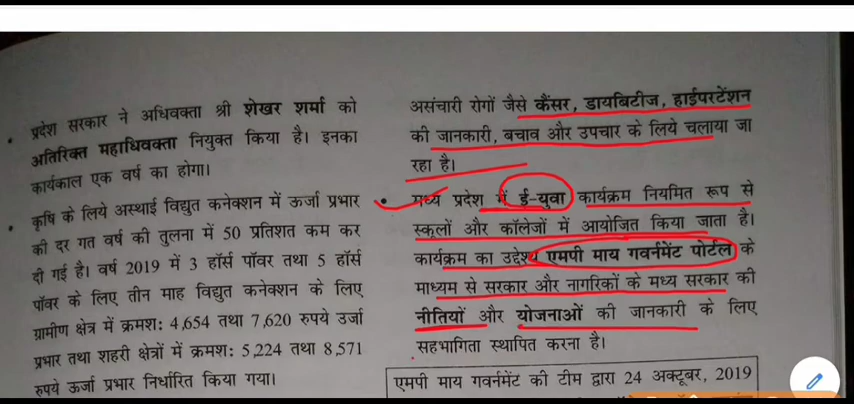 प्रदेश सरकार ने अधिवक्ता श्री शेखर शर्मा को
अतिरिक्त महाधिवक्ता नियुक्त किया है। इनका
कार्यकाल एक वर्ष का होगा।
कृषि के लिये अस्थाई विद्युत कनेक्शन में ऊर्जा प्रभार
की दर गत वर्ष की तुलना में 50 प्रतिशत कम कर
दी गई है। वर्ष 2019 में 3 हॉर्स पॉवर तथा 5 हॉर्स
पॉवर के लिए तीन माह विद्युत कनेक्शन के लिए
ग्रामीण क्षेत्र में क्रमश: 4,654 तथा 7,620 रुपये उर्जा
प्रभार तथा शहरी क्षेत्रों में क्रमश: 5,224 तथा 8,571
रुपये ऊर्जा प्रभार निर्धारित किया गया।
असंचारी रोगों जैसे कैंसर, डायबिटीज, हाईपरटेंशन
की जानकारी, बचाव और उपचार के लिये चलाया जा
रहा है।
मध्य प्रदेश में ई-युवा कार्यक्रम नियमित रूप से
स्कूलों और कॉलेजों में आयोजित किया जाता है।
कार्यक्रम का उद्देश्य एमपी माय गवर्नमेंट पोर्टल के
माध्यम से सरकार और नागरिकों के मध्य सरकार की
नीतियों और योजनाओं की जानकारी के लिए
सहभागिता स्थापित करना है।
एमपी माय गवर्नमेंट की टीम द्वारा 24 अक्टूबर, 2019